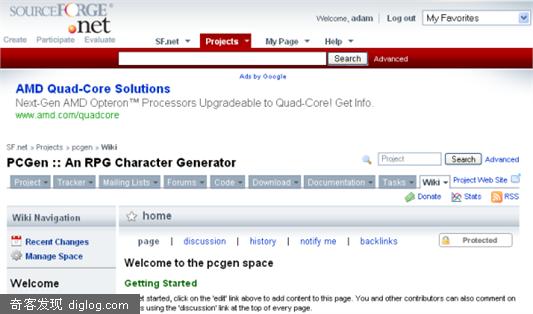 SOURCEFORGE® .net
Create Participate Evaluate
Welcome, adam Log out My Favorites
SF.net Projects My Page Help
Search Advanced
Ads by Google
AMD Quad-Core Solutions
Next-Gen AMD Opteron™ Processors Upgradeable to Quad-Core! Get Info.
www.amd.com/quadcore
SF.net » Projects » pcgen » Wiki
PCGen :: An RPG Character Generator
Project Search Advanced
Project Tracker Mailing Lists Forums Code Download Documentation Tasks Wiki Project Web Site
Donate Stats RSS
Wiki Navigation
Recent Changes
Manage Space
Welcome
home
page | discussion | history | notify me | backlinks Protected
Welcome to the pcgen space
Getting Started
et started, click on the 'edit' link above to add content to this page. You and other contributors can also comment on
s using the 'discussion' link at the top of every page.
奇客发现 diglog.com